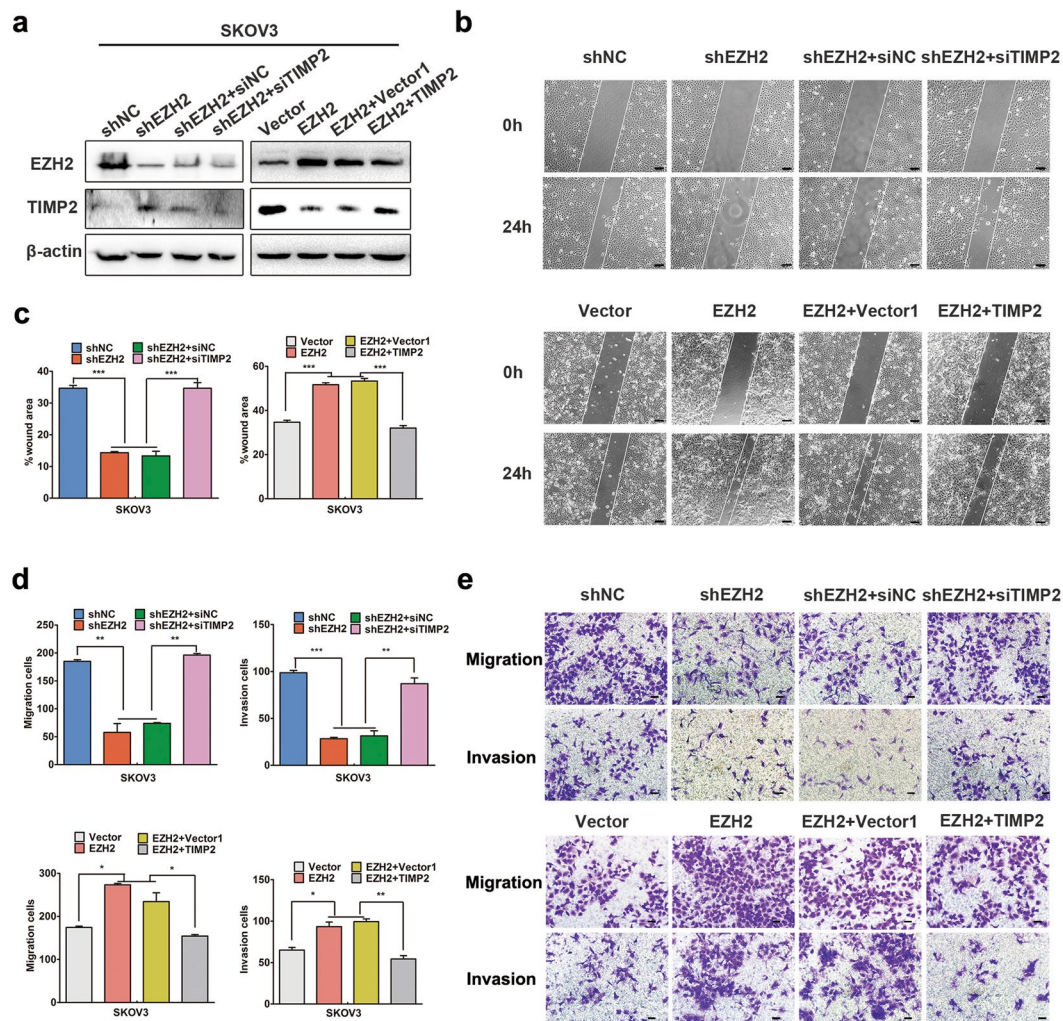 a
SKOV3
shNC
shEZH2
shEZH2+siNC
shEZH2+siTIMP2
Vector
EZH2
EZH2+Vector1
EZH2+TIMP2
EZH2
TIMP2
β-actin
b
shNC shEZH2 shEZH2+siNC shEZH2+siTIMP2
0h
24h
Vector EZH2 EZH2+Vector1 EZH2+TIMP2
0h
24h
c
shNC shEZH2+siNC
shEZH2 shEZH2+siTIMP2
% wound area
40
30
20
10
0
*** ***
SKOV3
Vector EZH2+Vector1
EZH2 EZH2+TIMP2
% wound area
60
40
20
0
*** ***
SKOV3
d
shNC shEZH2+siNC
shEZH2 shEZH2+siTIMP2
Migration cells
250
200
150
100
50
0
** **
SKOV3
shNC shEZH2+siNC
shEZH2 shEZH2+siTIMP2
Invasion cells
150
100
50
0
*** **
SKOV3
Vector EZH2+Vector1
EZH2 EZH2+TIMP2
Migration cells
300
200
100
0
* *
SKOV3
Vector EZH2+Vector1
EZH2 EZH2+TIMP2
Invasion cells
150
100
50
0
* **
SKOV3
e
shNC shEZH2 shEZH2+siNC shEZH2+siTIMP2
Migration
Invasion
Vector EZH2 EZH2+Vector1 EZH2+TIMP2
Migration
Invasion